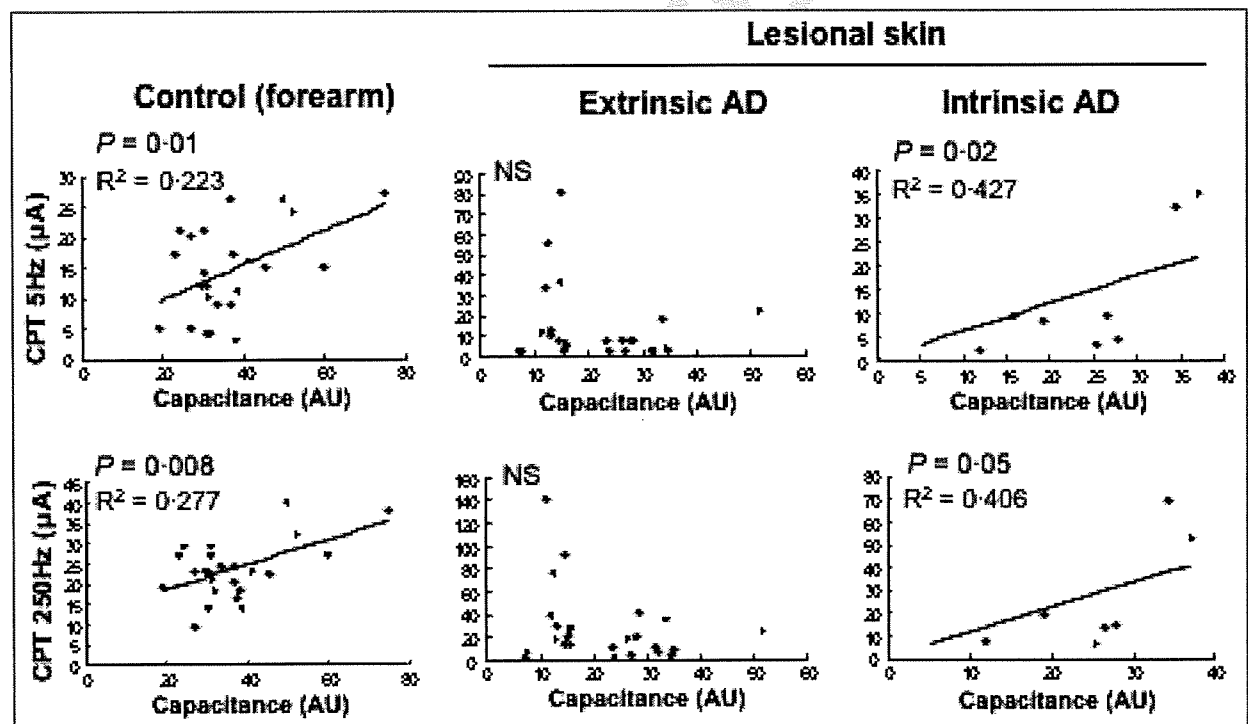 Lesional skin
Control (forearm)
Extrinsic AD
Intrinsic AD
P = 0·01
R² = 0·223
CPT 5Hz (µA)
30
25
20
15
10
5
0
0 20 40 60 80
Capacitance (AU)
NS
90
80
70
60
50
40
30
20
10
0
0 10 20 30 40 50 60
Capacitance (AU)
P = 0·02
R² = 0·427
40
35
30
25
20
15
10
5
0
0 5 10 15 20 25 30 35 40
Capacitance (AU)
P = 0·008
R² = 0·277
CPT 250Hz (µA)
45
40
35
30
25
20
15
10
5
0
0 20 40 60 80
Capacitance (AU)
NS
160
140
120
100
80
60
40
20
0
0 10 20 30 40 50 60
Capacitance (AU)
P = 0·05
R² = 0·406
80
70
60
50
40
30
20
10
0
0 10 20 30 40
Capacitance (AU)